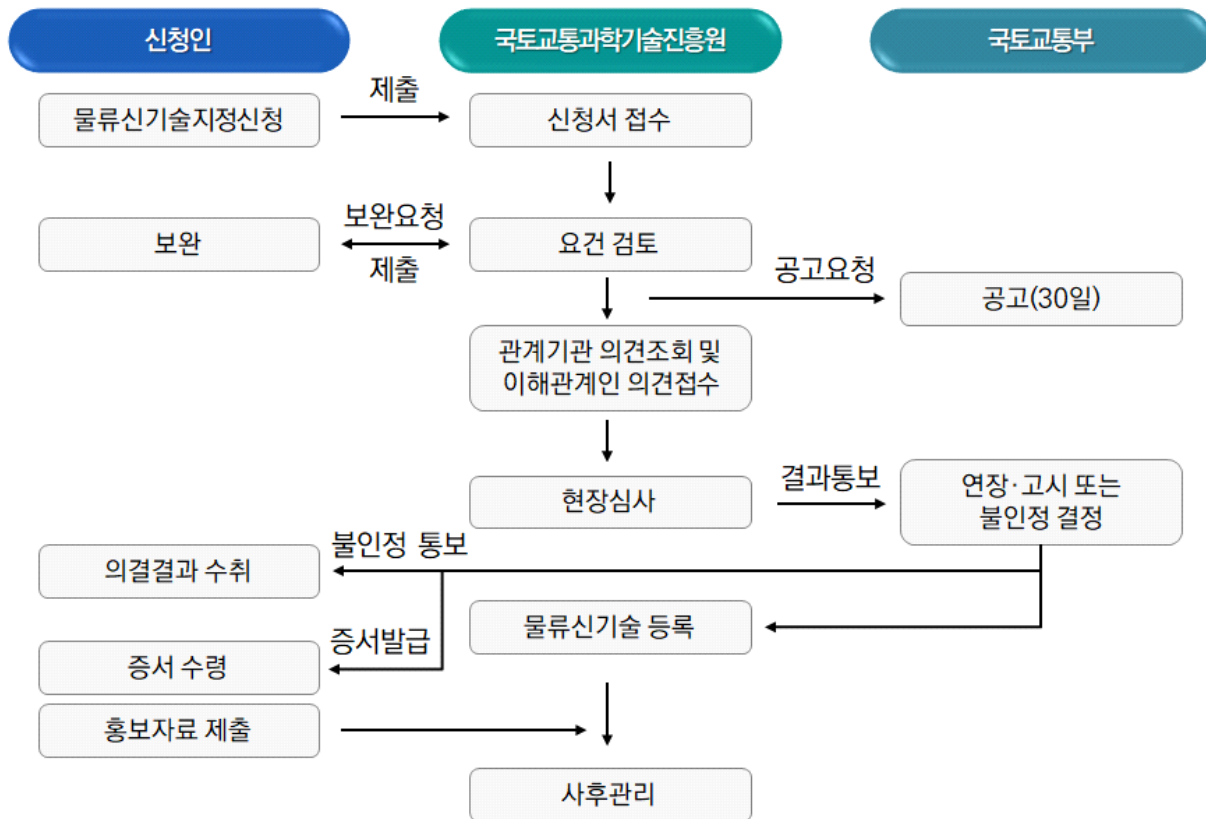 신청인
국토교통과학기술진흥원
국토교통부
물류신기술지정신청
제출
신청서 접수
보완
보완요청
제출
요건 검토
공고요청
공고(30일)
관계기관 의견조회 및
이해관계인 의견접수
현장심사
결과통보
연장·고시 또는
불인정 결정
불인정 통보
의결결과 수취
물류신기술 등록
증서발급
증서 수령
홍보자료 제출
사후관리